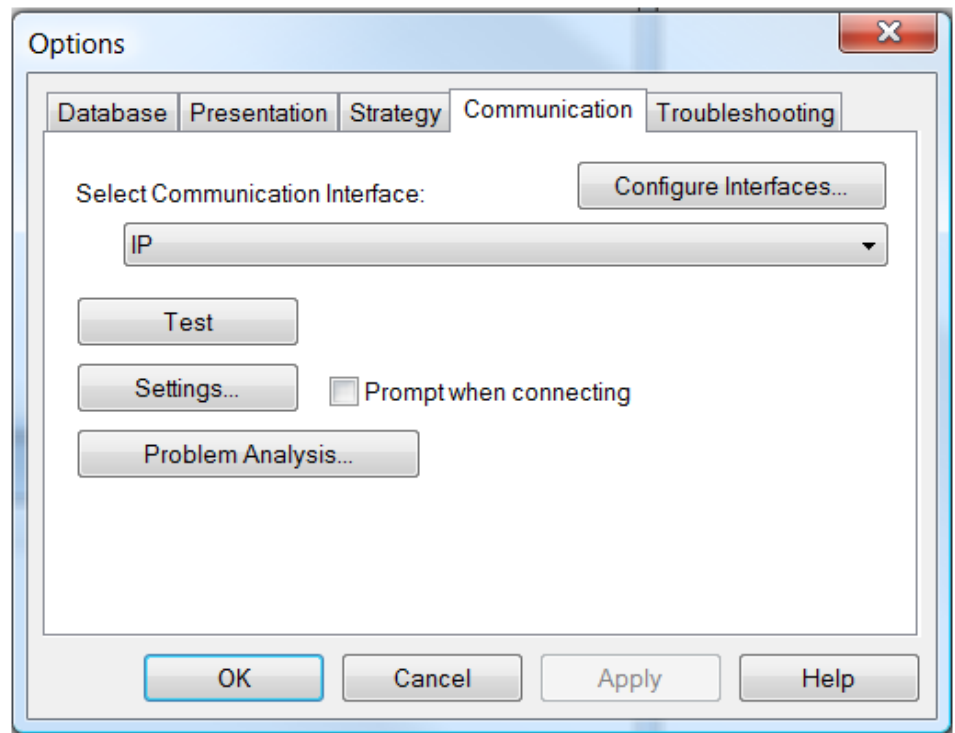 Options
Database Presentation Strategy Communication Troubleshooting
Select Communication Interface: Configure Interfaces...
IP
Test
Settings... Prompt when connecting
Problem Analysis...
OK Cancel Apply Help